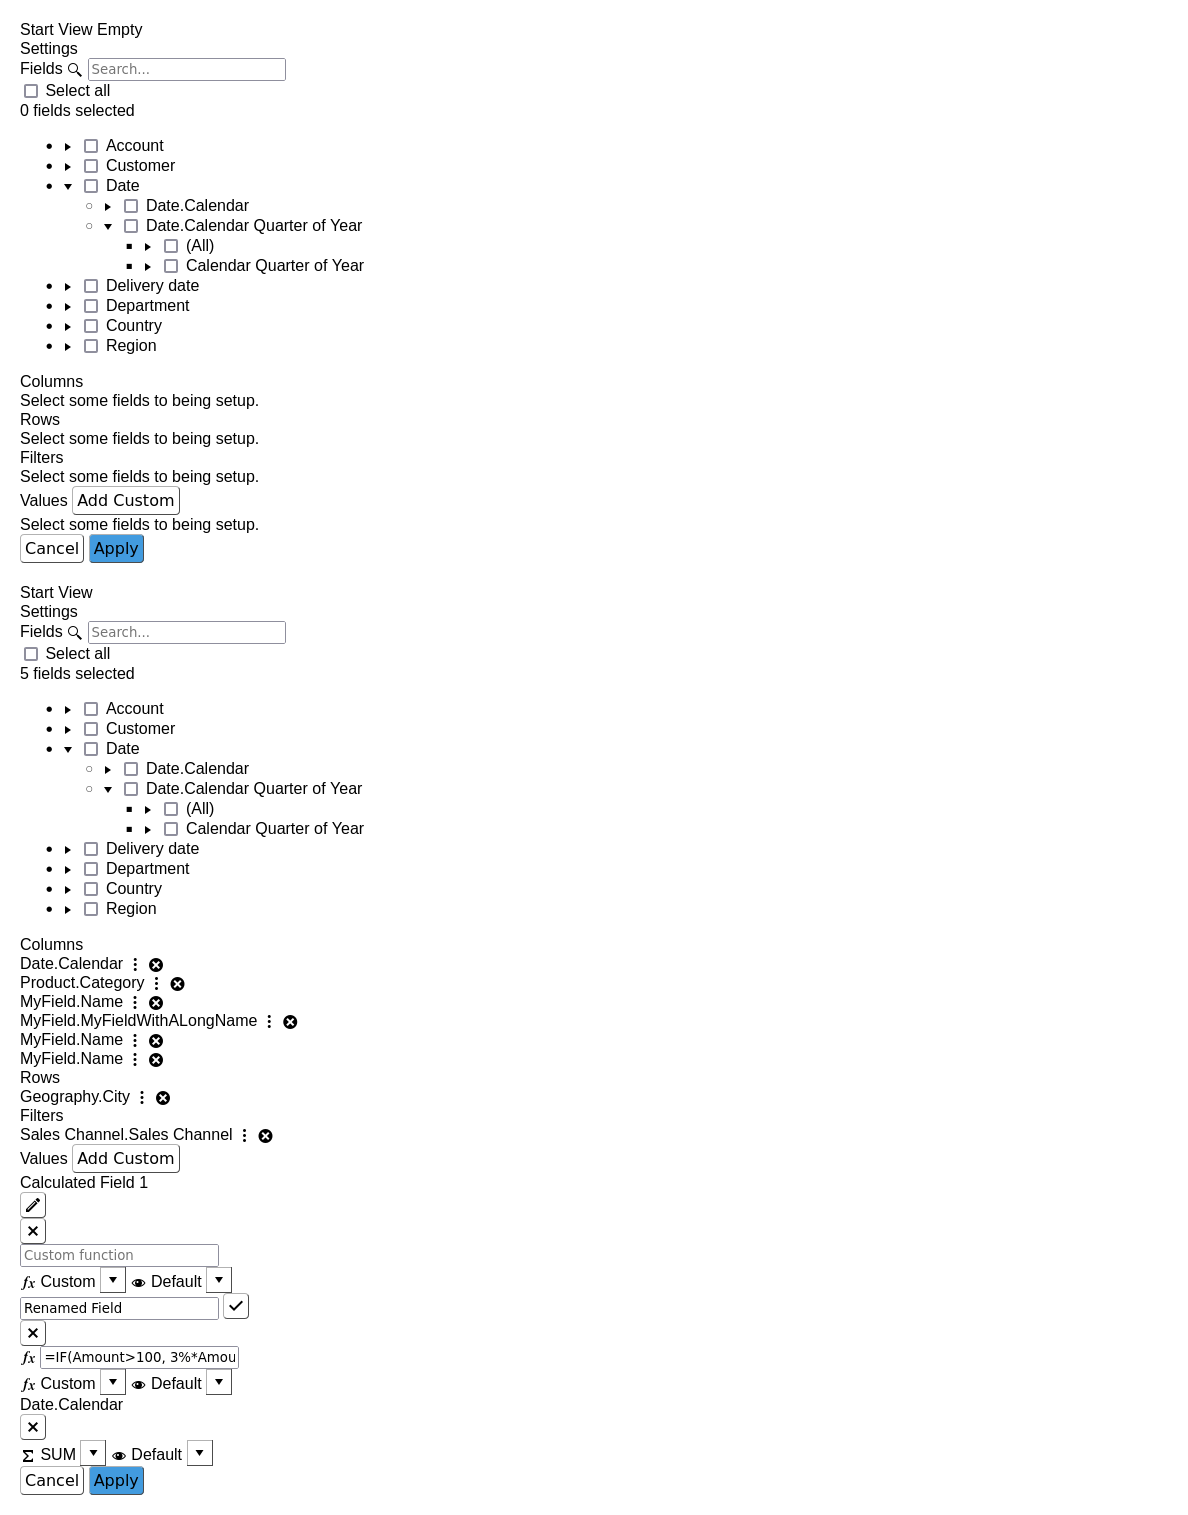 Start View Empty
Settings
Fields Search...
Select all
0 fields selected
Account
Customer
Date
Date.Calendar
Date.Calendar Quarter of Year
(All)
Calendar Quarter of Year
Delivery date
Department
Country
Region
Columns
Select some fields to being setup.
Rows
Select some fields to being setup.
Filters
Select some fields to being setup.
Values Add Custom
Select some fields to being setup.
Cancel Apply
Start View
Settings
Fields Search...
Select all
5 fields selected
Account
Customer
Date
Date.Calendar
Date.Calendar Quarter of Year
(All)
Calendar Quarter of Year
Delivery date
Department
Country
Region
Columns
Date.Calendar
Product.Category
MyField.Name
MyField.MyFieldWithALongName
MyField.Name
MyField.Name
Rows
Geography.City
Filters
Sales Channel.Sales Channel
Values Add Custom
Calculated Field 1
Custom function
fx Custom Default
Renamed Field
fx =IF(Amount>100, 3%*Amou
fx Custom Default
Date.Calendar
Σ SUM Default
Cancel Apply